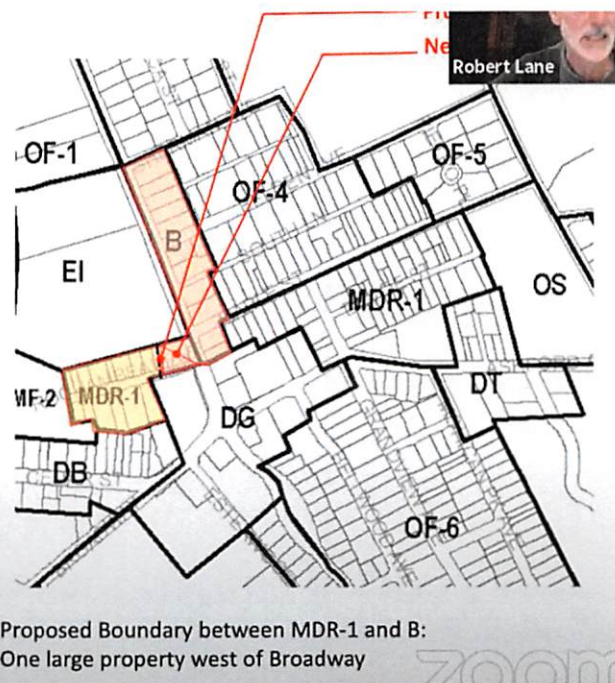 Ne
Robert Lane
OF-1
OF-5
OF-4
B
EI
OS
MDR-1
MF-2
MDR-1
DT
DG
DB
OF-6
Proposed Boundary between MDR-1 and B:
One large property west of Broadway
zoom